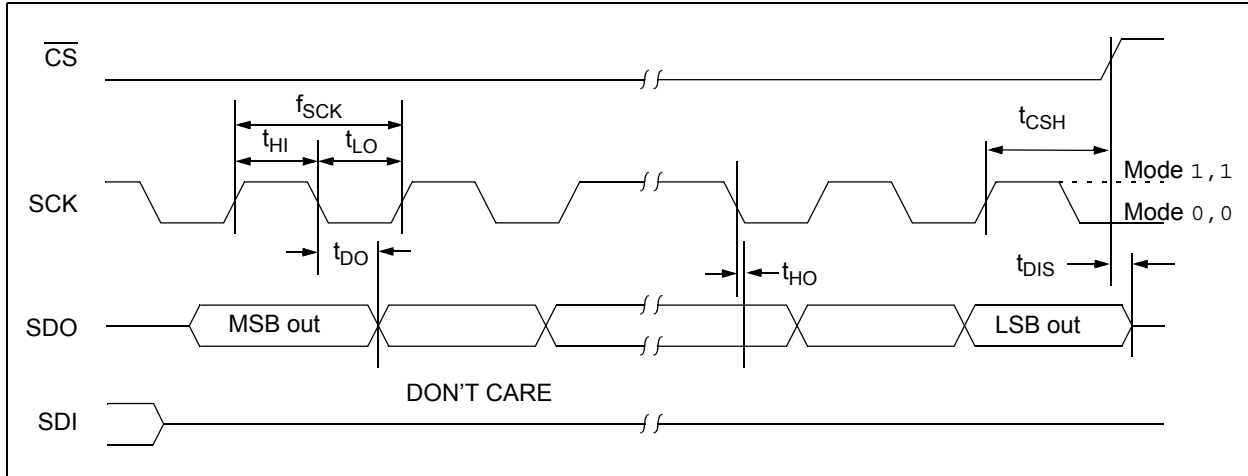 CS
fSCK
tHI tLO
tCSH
SCK
Mode 1,1
Mode 0,0
tDO
tHO
tDIS
SDO
MSB out
LSB out
DON'T CARE
SDI